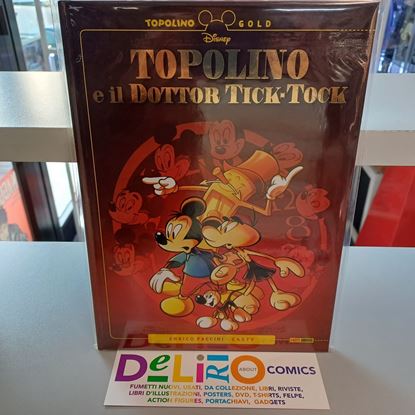 TOPOLINO GOLD
Disney
TOPOLINO
e il DOTTOR TICK-TOCK
ENRICO FACCINI - CASTY
DeLiRiO ABOUT COMICS
FUMETTI NUOVI, USATI, DA COLLEZIONE, LIBRI, RIVISTE,
LIBRI D'ILLUSTRAZIONI, POSTERS, DVD, T-SHIRTS, FELPE,
ACTION FIGURES, PORTACHIAVI, GADGETS